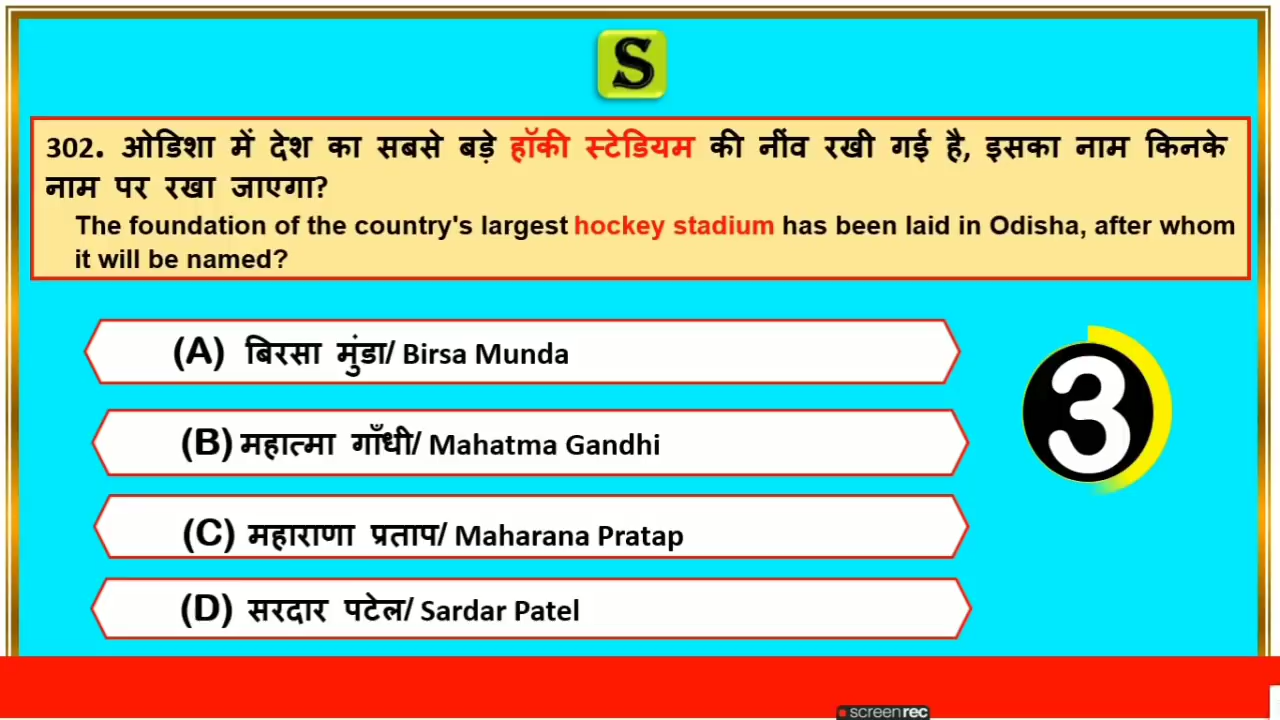 S
302. ओडिशा में देश का सबसे बड़े हॉकी स्टेडियम की नींव रखी गई है, इसका नाम किनके
नाम पर रखा जाएगा?
The foundation of the country's largest hockey stadium has been laid in Odisha, after whom
it will be named?
(A) बिरसा मुंडा/ Birsa Munda
3
(B) महात्मा गाँधी/ Mahatma Gandhi
(C) महाराणा प्रताप/ Maharana Pratap
(D) सरदार पटेल/ Sardar Patel
screenrec